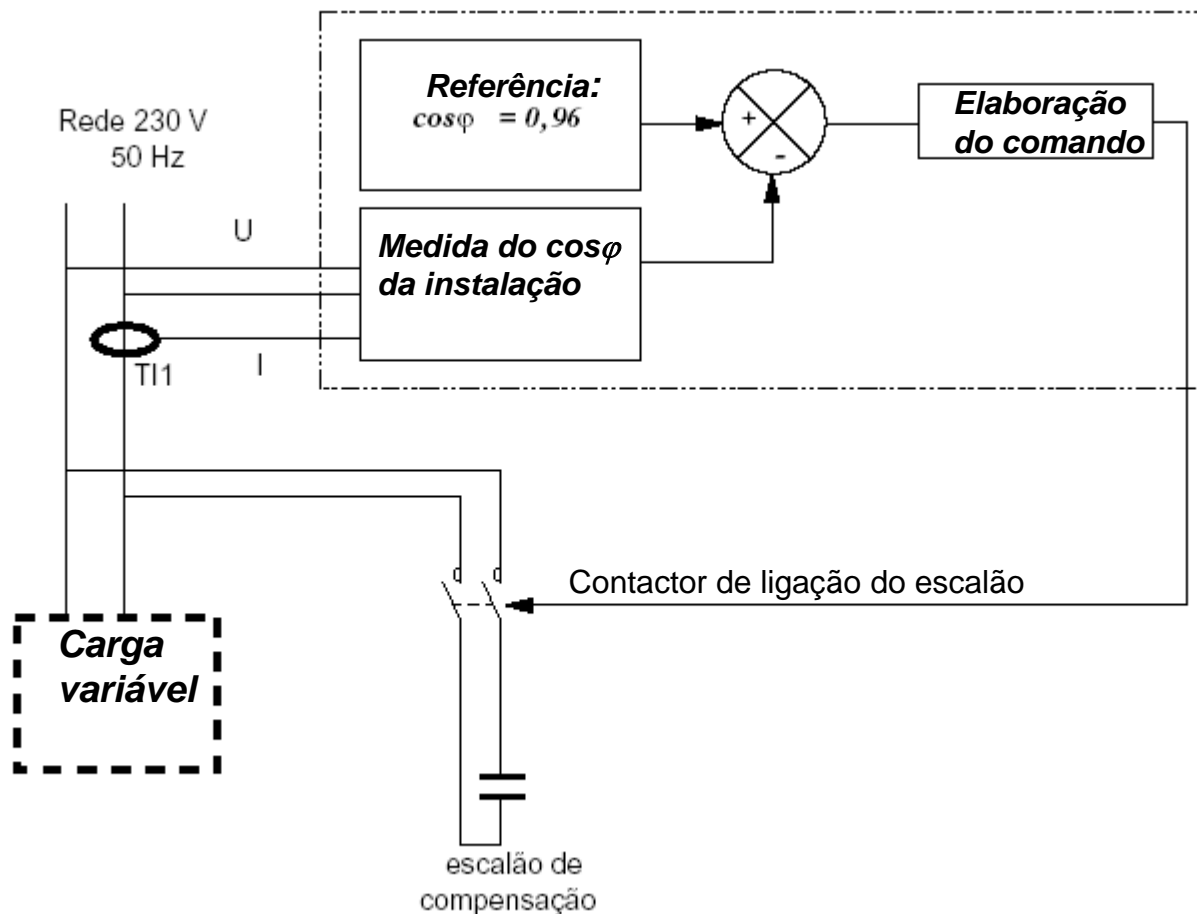 Referência:
cosφ = 0,96
Elaboração
do comando
Rede 230 V
50 Hz
+
-
U
Medida do cosφ
da instalação
TI1
I
Contactor de ligação do escalão
Carga
variável
escalão de
compensação